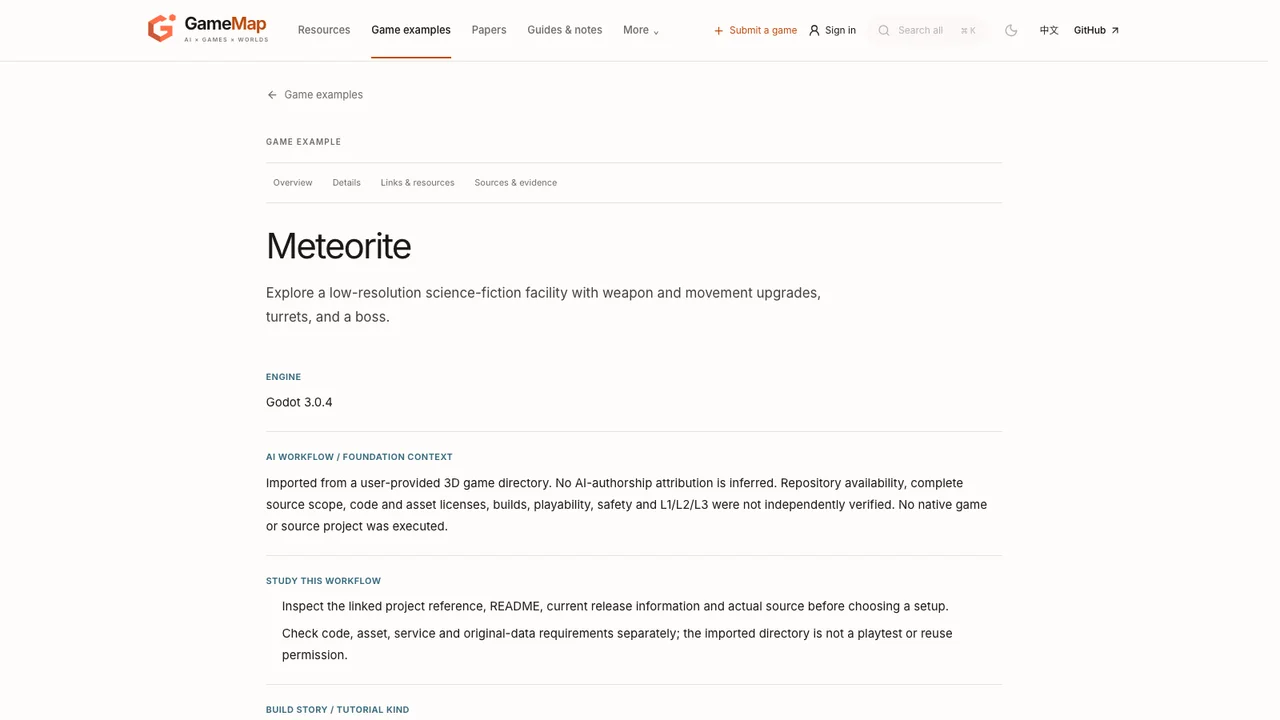 GameMap
AI × GAMES × WORLDS
Resources
Game examples
Papers
Guides & notes
More
+ Submit a game
Sign in
Search all
⌘ K
中文
GitHub ↗
← Game examples
GAME EXAMPLE
Overview
Details
Links & resources
Sources & evidence
Meteorite
Explore a low-resolution science-fiction facility with weapon and movement upgrades,
turrets, and a boss.
ENGINE
Godot 3.0.4
AI WORKFLOW / FOUNDATION CONTEXT
Imported from a user-provided 3D game directory. No AI-authorship attribution is inferred. Repository availability, complete
source scope, code and asset licenses, builds, playability, safety and L1/L2/L3 were not independently verified. No native game
or source project was executed.
STUDY THIS WORKFLOW
Inspect the linked project reference, README, current release information and actual source before choosing a setup.
Check code, asset, service and original-data requirements separately; the imported directory is not a playtest or reuse
permission.
BUILD STORY / TUTORIAL KIND